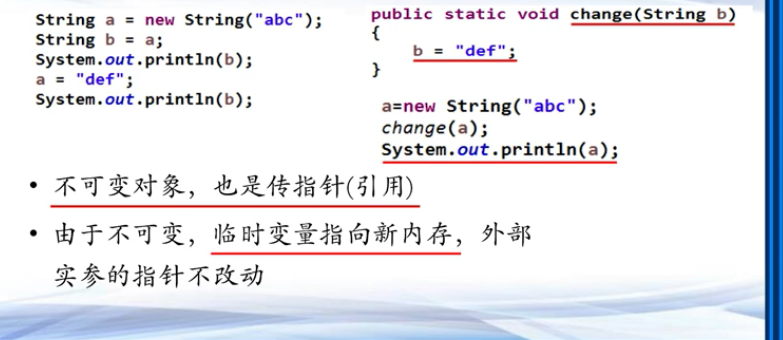 String a = new String("abc");
String b = a;
System.out.println(b);
a = "def";
System.out.println(b);
public static void change(String b)
{
b = "def";
}
a=new String("abc");
change(a);
System.out.println(a);
• 不可变对象，也是传指针(引用)
• 由于不可变，临时变量指向新内存，外部
实参的指针不改动